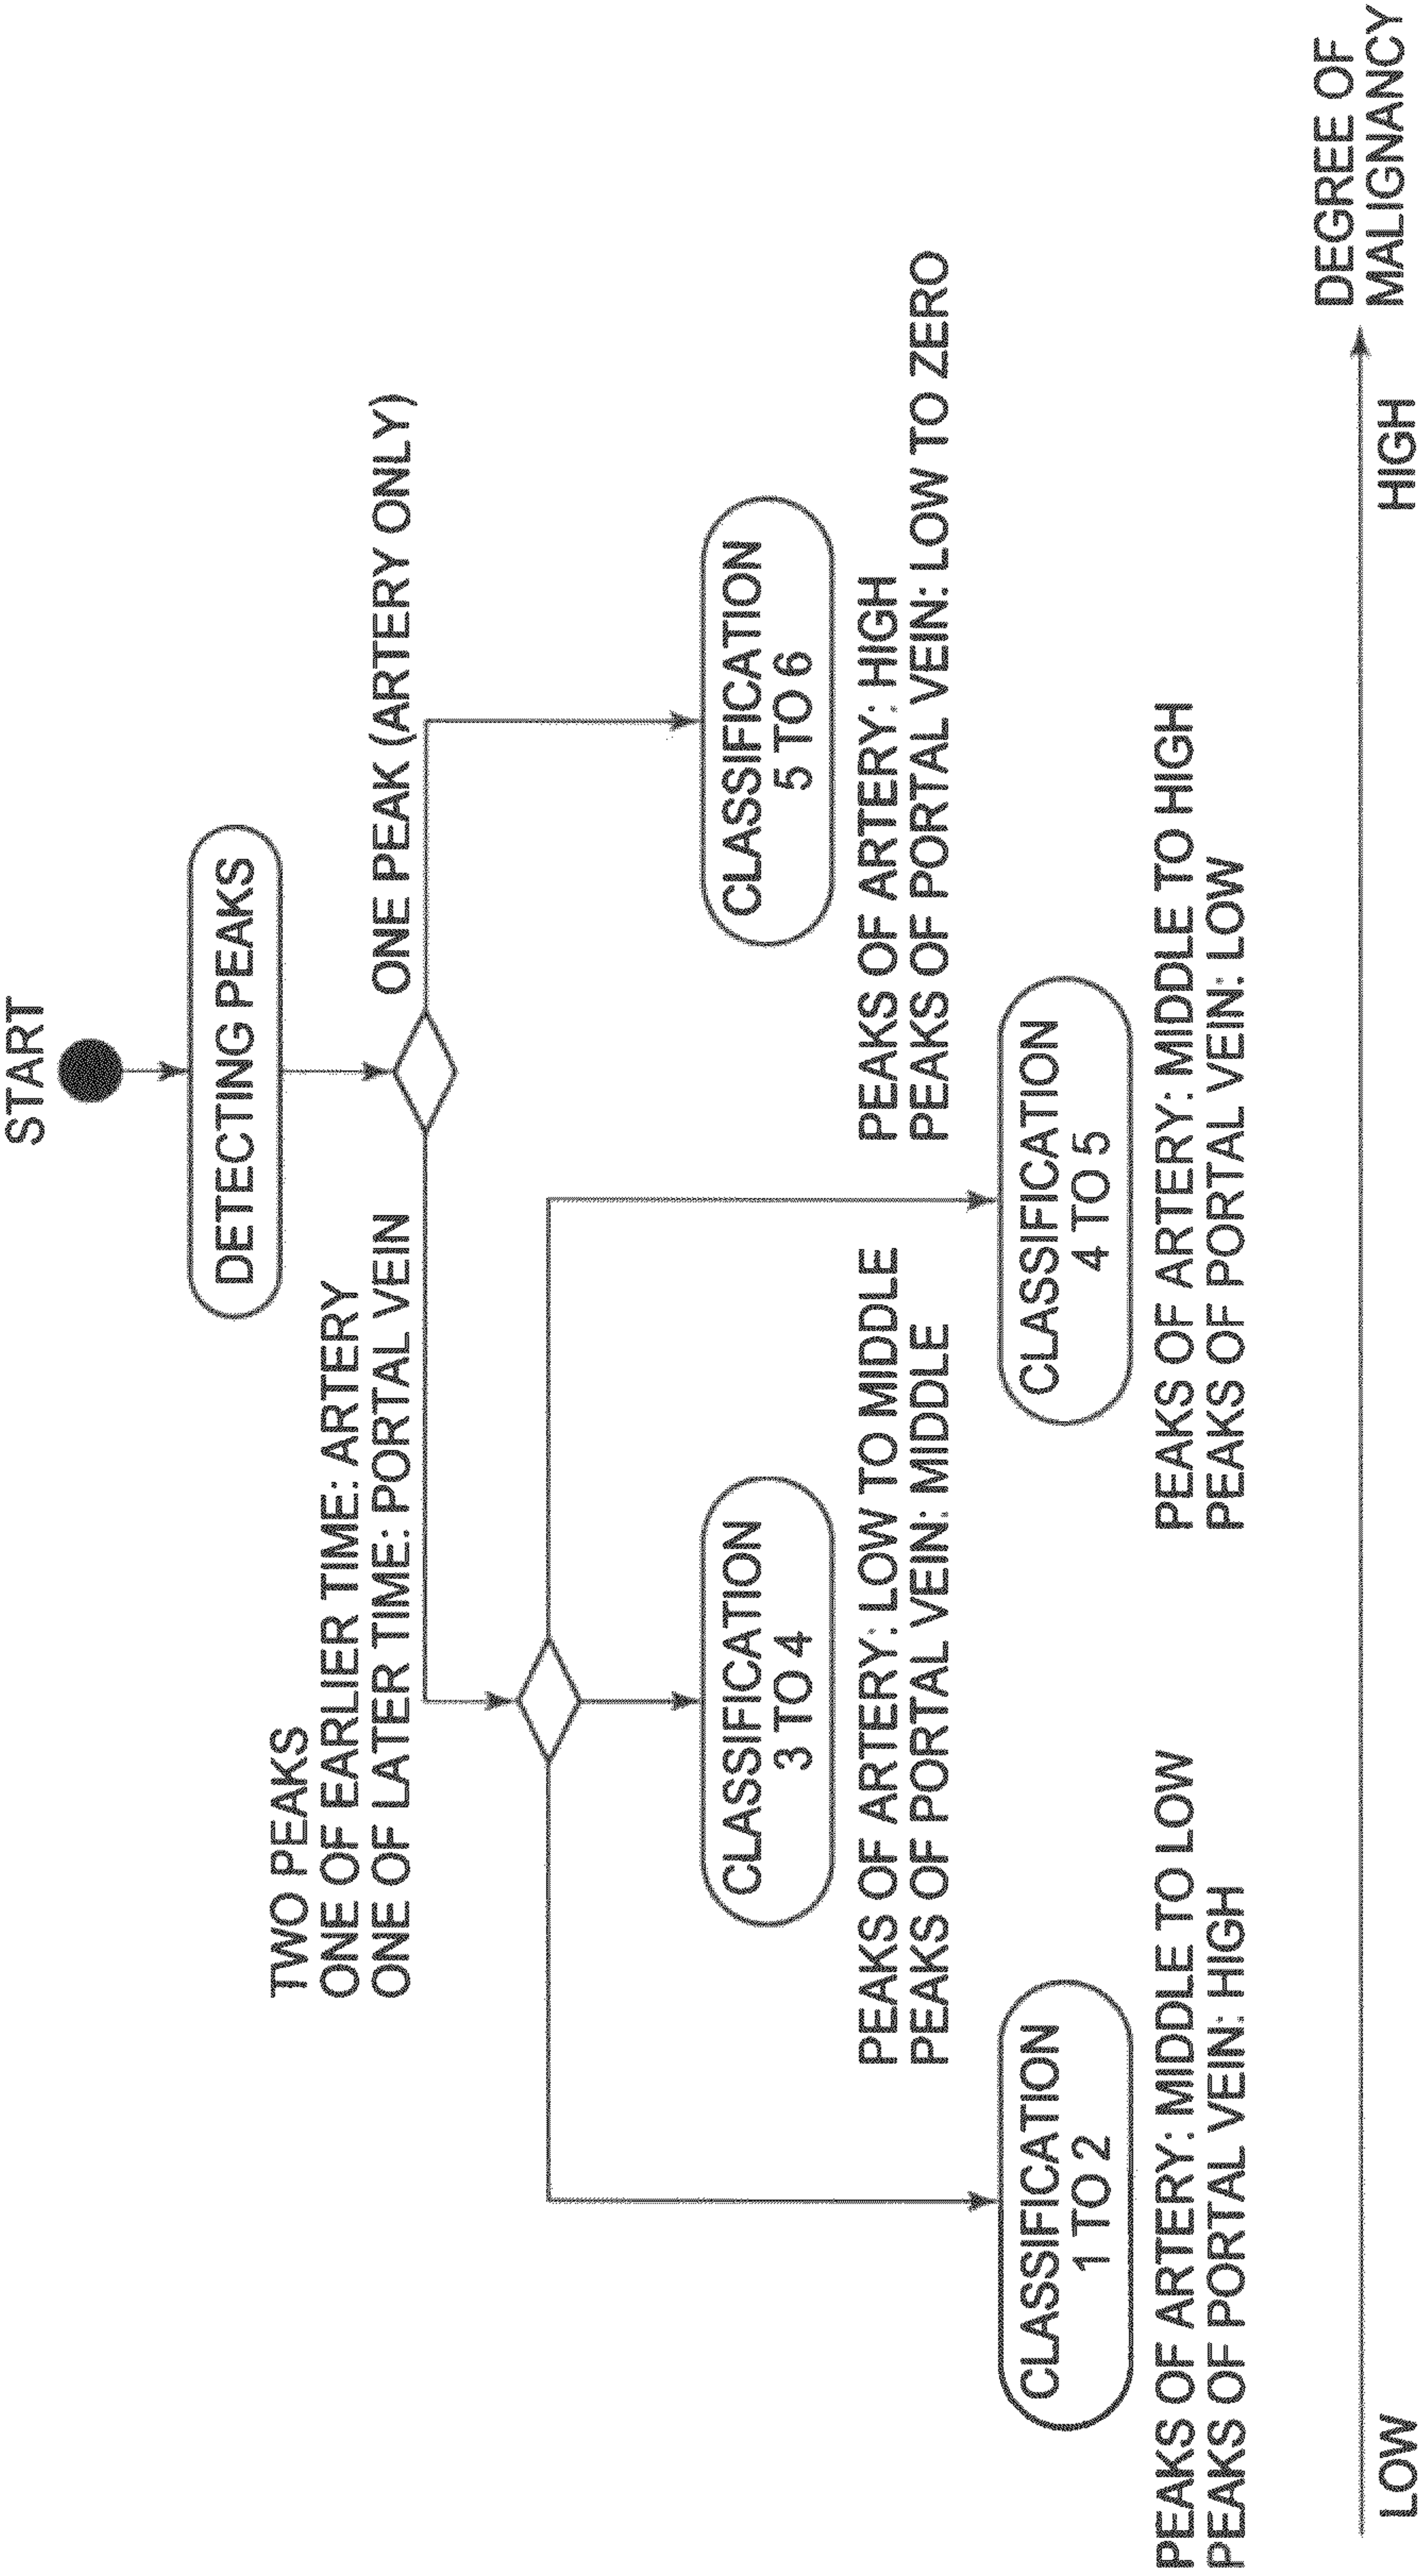 START
DETECTING PEAKS
TWO PEAKS
ONE OF EARLIER TIME: ARTERY
ONE OF LATER TIME: PORTAL VEIN
ONE PEAK (ARTERY ONLY)
CLASSIFICATION
3 TO 4
PEAKS OF ARTERY: LOW TO MIDDLE
PEAKS OF PORTAL VEIN: MIDDLE
CLASSIFICATION
5 TO 6
PEAKS OF ARTERY: HIGH
PEAKS OF PORTAL VEIN: LOW TO ZERO
CLASSIFICATION
1 TO 2
PEAKS OF ARTERY: MIDDLE TO LOW
PEAKS OF PORTAL VEIN: HIGH
CLASSIFICATION
4 TO 5
PEAKS OF ARTERY: MIDDLE TO HIGH
PEAKS OF PORTAL VEIN: LOW
LOW
HIGH
DEGREE OF
MALIGNANCY